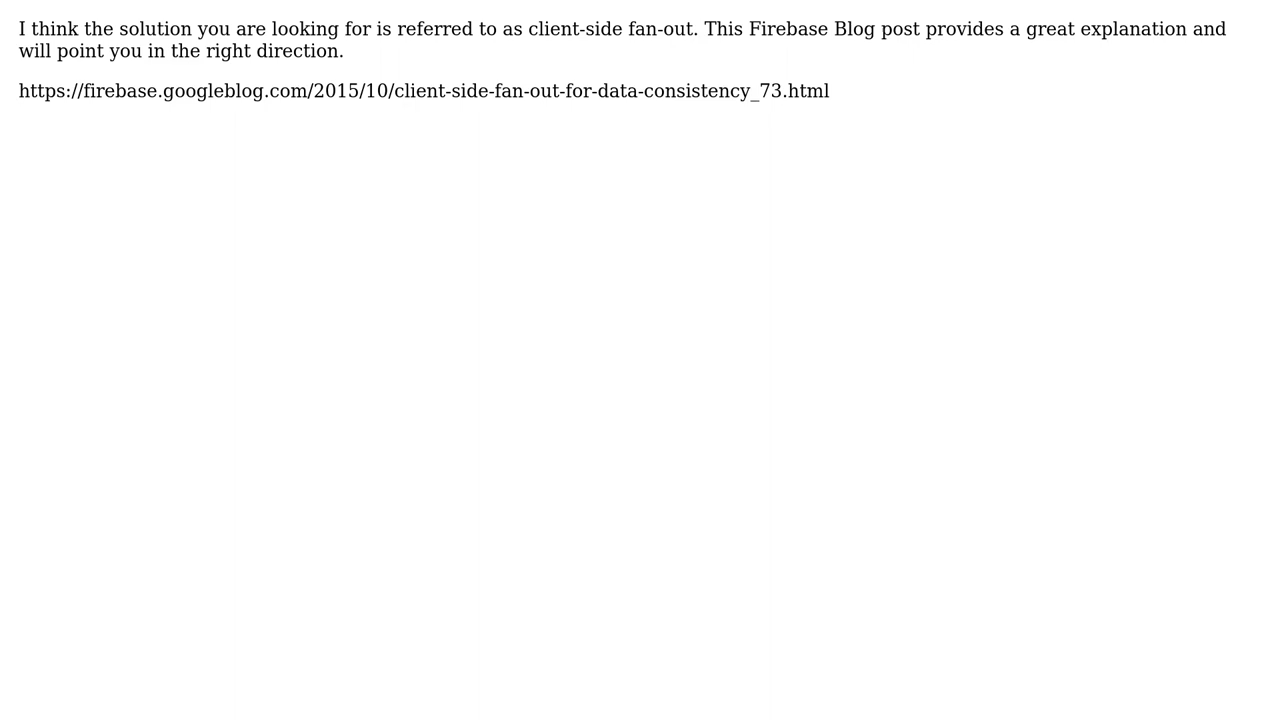 I think the solution you are looking for is referred to as client-side fan-out. This Firebase Blog post provides a great explanation and
will point you in the right direction.
https://firebase.googleblog.com/2015/10/client-side-fan-out-for-data-consistency_73.html